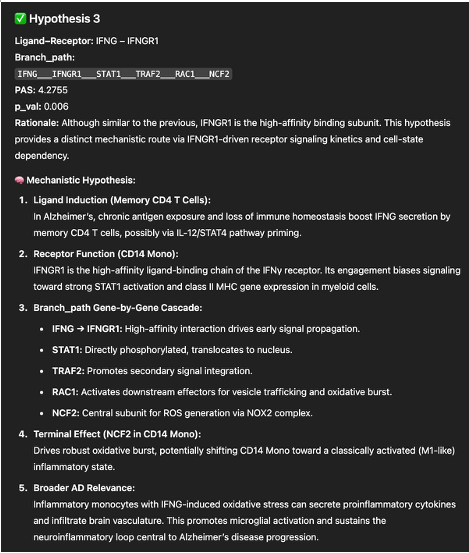 ✅ Hypothesis 3
Ligand–Receptor: IFNG – IFNGR1
Branch_path:
IFNG___IFNGR1___STAT1___TRAF2___RAC1___NCF2
PAS: 4.2755
p_val: 0.006
Rationale: Although similar to the previous, IFNGR1 is the high-affinity binding subunit. This hypothesis
provides a distinct mechanistic route via IFNGR1-driven receptor signaling kinetics and cell-state
dependency.
🧠 Mechanistic Hypothesis:
1. Ligand Induction (Memory CD4 T Cells):
In Alzheimer's, chronic antigen exposure and loss of immune homeostasis boost IFNG secretion by
memory CD4 T cells, possibly via IL-12/STAT4 pathway priming.
2. Receptor Function (CD14 Mono):
IFNGR1 is the high-affinity ligand-binding chain of the IFNγ receptor. Its engagement biases signaling
toward strong STAT1 activation and class II MHC gene expression in myeloid cells.
3. Branch_path Gene-by-Gene Cascade:
• IFNG → IFNGR1: High-affinity interaction drives early signal propagation.
• STAT1: Directly phosphorylated, translocates to nucleus.
• TRAF2: Promotes secondary signal integration.
• RAC1: Activates downstream effectors for vesicle trafficking and oxidative burst.
• NCF2: Central subunit for ROS generation via NOX2 complex.
4. Terminal Effect (NCF2 in CD14 Mono):
Drives robust oxidative burst, potentially shifting CD14 Mono toward a classically activated (M1-like)
inflammatory state.
5. Broader AD Relevance:
Inflammatory monocytes with IFNG-induced oxidative stress can secrete proinflammatory cytokines
and infiltrate brain vasculature. This promotes microglial activation and sustains the
neuroinflammatory loop central to Alzheimer's disease progression.